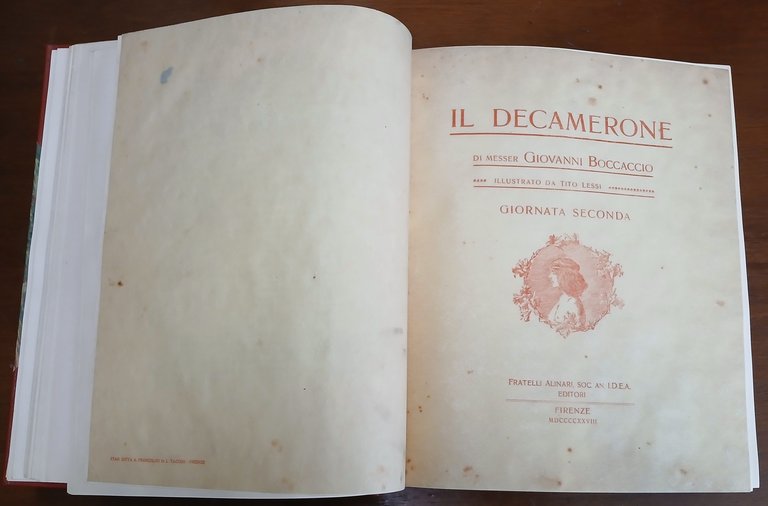 IL DECAMERONE
DI MESSER GIOVANNI BOCCACCIO
ILLUSTRATO DA TITO LESSI
GIORNATA SECONDA
FRATELLI ALINARI, SOC. AN. I.D.E.A.
EDITORI
FIRENZE
MDCCCCXXVIII